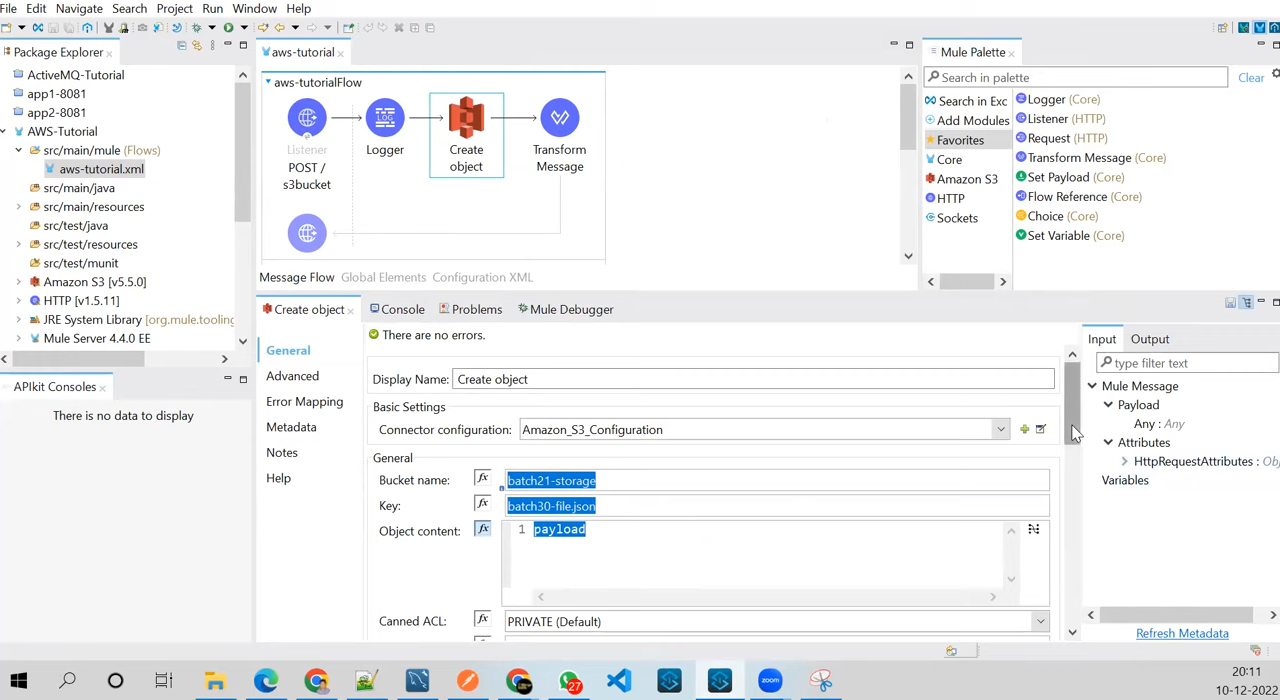 File Edit Navigate Search Project Run Window Help
Package Explorer
ActiveMQ-Tutorial
app1-8081
app2-8081
AWS-Tutorial
src/main/mule (Flows)
aws-tutorial.xml
src/main/java
src/main/resources
src/test/java
src/test/resources
src/test/munit
Amazon S3 [v5.5.0]
HTTP [v1.5.11]
JRE System Library [org.mule.tooling
Mule Server 4.4.0 EE
APIkit Consoles
There is no data to display
aws-tutorial
aws-tutorialFlow
Listener
POST /
s3bucket
LOG
Logger
Create
object
Transform
Message
Message Flow Global Elements Configuration XML
Mule Palette
Search in palette
Clear
Search in Exc
Add Modules
Favorites
Core
Amazon S3
HTTP
Sockets
Logger (Core)
Listener (HTTP)
Request (HTTP)
Transform Message (Core)
Set Payload (Core)
Flow Reference (Core)
Choice (Core)
Set Variable (Core)
Create object Console Problems Mule Debugger
There are no errors.
General
Advanced
Error Mapping
Metadata
Notes
Help
Display Name: Create object
Basic Settings
Connector configuration: Amazon_S3_Configuration
General
Bucket name: fx batch21-storage
Key: fx batch30-file.json
Object content: fx 1 payload
Canned ACL: fx PRIVATE (Default)
Input Output
type filter text
Mule Message
Payload
Any : Any
Attributes
HttpRequestAttributes : Obj
Variables
Refresh Metadata
27
zoom
20:11
10-12-2022